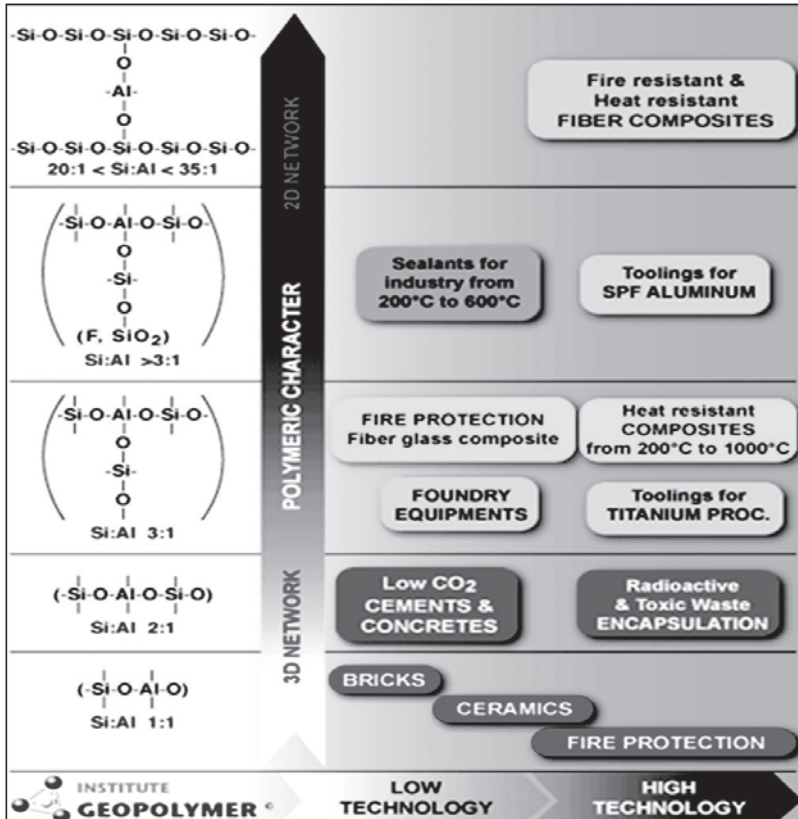 -Si-O-Si-O-Si-O-Si-O-Si-O-
O
-Al-
O
-Si-O-Si-O-Si-O-Si-O-Si-O-
20:1 < Si:Al < 35:1
Fire resistant &
Heat resistant
FIBER COMPOSITES
2D NETWORK
-Si-O-Al-O-Si-O-
O
-Si-
O
(F, SiO2)
Si:Al >3:1
Sealants for
industry from
200°C to 600°C
Toolings for
SPF ALUMINUM
POLYMERIC CHARACTER
-Si-O-Al-O-Si-O-
O
-Si-
O
Si:Al 3:1
FIRE PROTECTION
Fiber glass composite
Heat resistant
COMPOSITES
from 200°C to 1000°C
FOUNDRY
EQUIPMENTS
Toolings for
TITANIUM PROC.
3D NETWORK
(-Si-O-Al-O-Si-O)
Si:Al 2:1
Low CO2
CEMENTS &
CONCRETES
Radioactive
& Toxic Waste
ENCAPSULATION
(-Si-O-Al-O)
Si:Al 1:1
BRICKS
CERAMICS
FIRE PROTECTION
INSTITUTE
GEOPOLYMER ©
LOW
TECHNOLOGY
HIGH
TECHNOLOGY